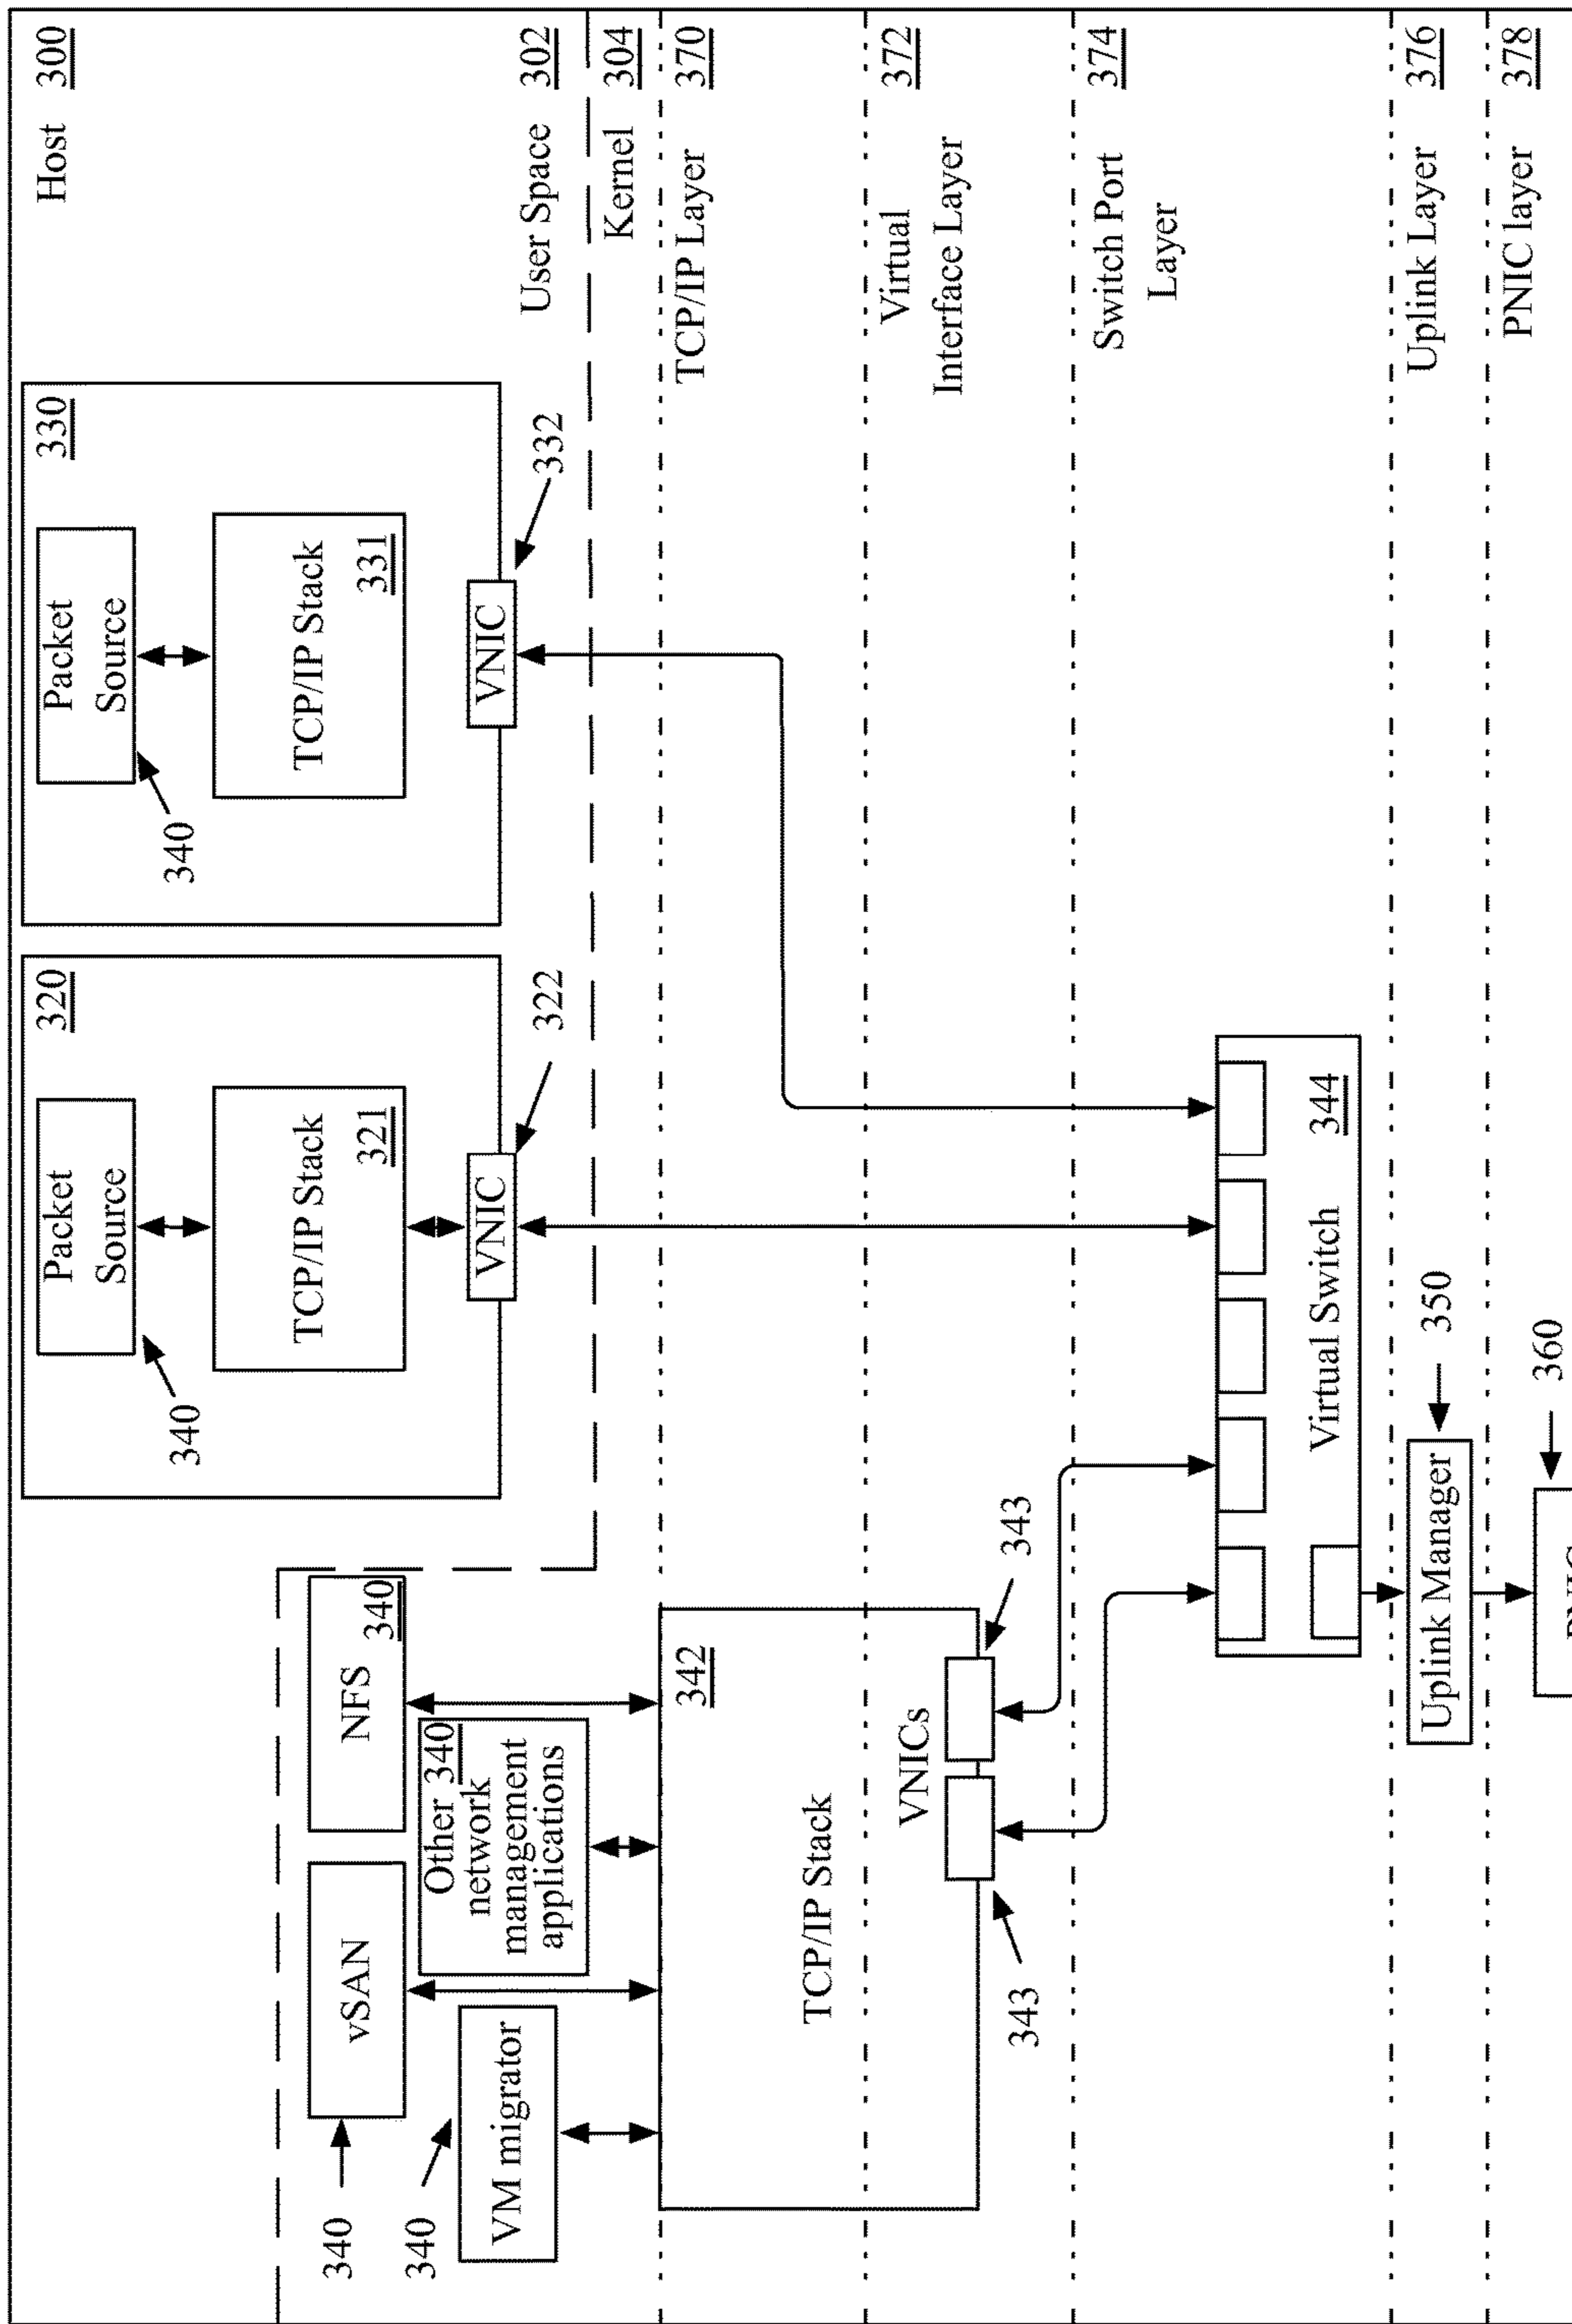 Host 300
330
Packet
Source
340
TCP/IP Stack
331
VNIC
332
320
Packet
Source
340
TCP/IP Stack
321
VNIC
322
User Space 302
Kernel 304
NFS
340
vSAN
340
Other 340
network
management
applications
VM migrator
340
TCP/IP Layer 370
342
TCP/IP Stack
Virtual
Interface Layer
372
VNICs
343
343
Switch Port
Layer
374
344
Virtual Switch
Uplink Layer 376
Uplink Manager
350
PNIC layer 378
360